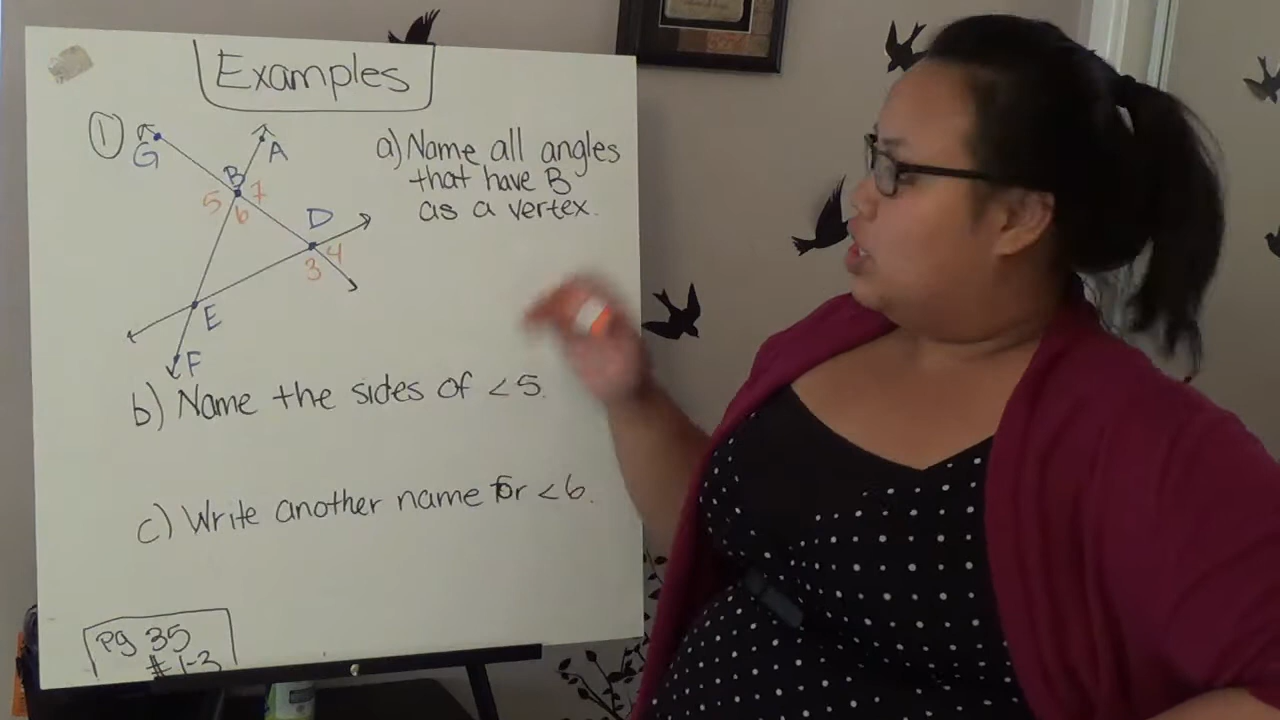 Examples
1
G
A
B
5
7
6
D
4
3
E
F
a) Name all angles
that have B
as a vertex.
b) Name the sides of <5.
c) Write another name for <6.
Pg 35
# 1-3